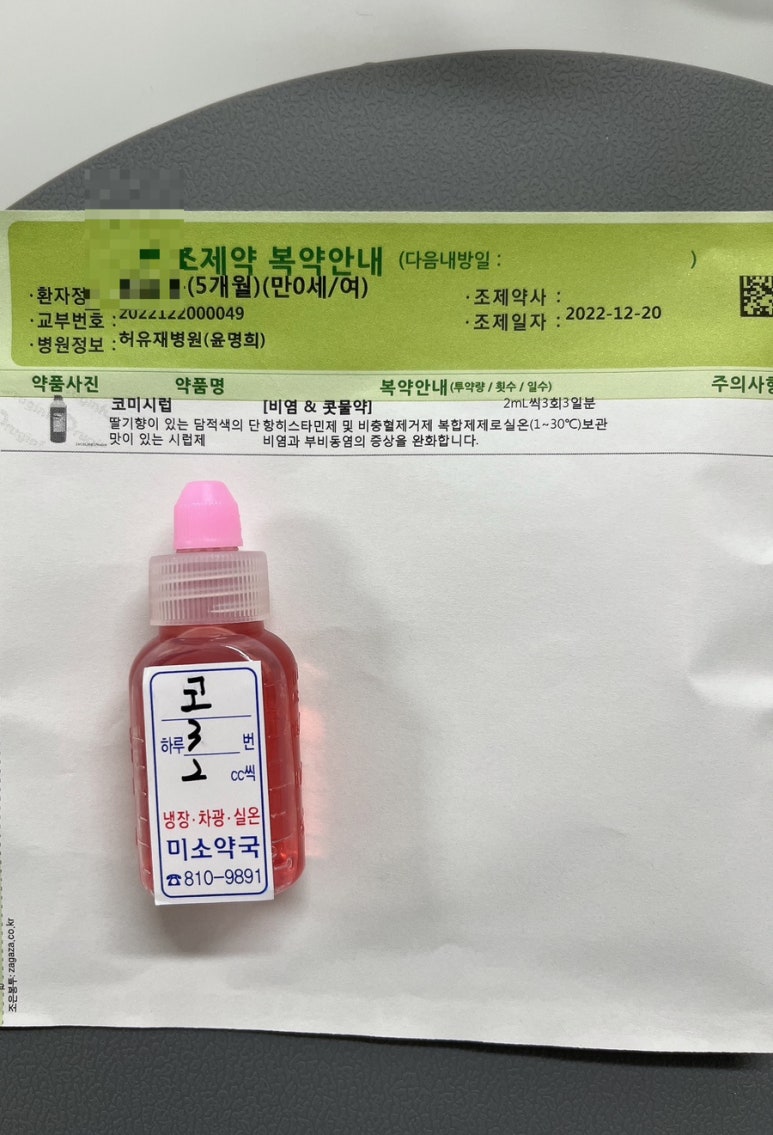 조제약 복약안내 (다음내방일 : )
·환자정 (5개월)(만0세/여)
·조제약사 :
·교부번호 : 2022122000049
·조제일자 : 2022-12-20
·병원정보 : 허유재병원(윤명희)
약품사진 약품명 복약안내(투약량 / 횟수 / 일수) 주의사항
코미시럽 [비염 & 콧물약] 2mL씩3회3일분
딸기향이 있는 담적색의 단 항히스타민제 및 비충혈제거제 복합제제로 실온(1~30℃)보관
맛이 있는 시럽제 비염과 부비동염의 증상을 완화합니다.
코
하루 3 번
2 cc씩
냉장·차광·실온
미소약국
☎810-9891
조은봉투: zagaza.co.kr